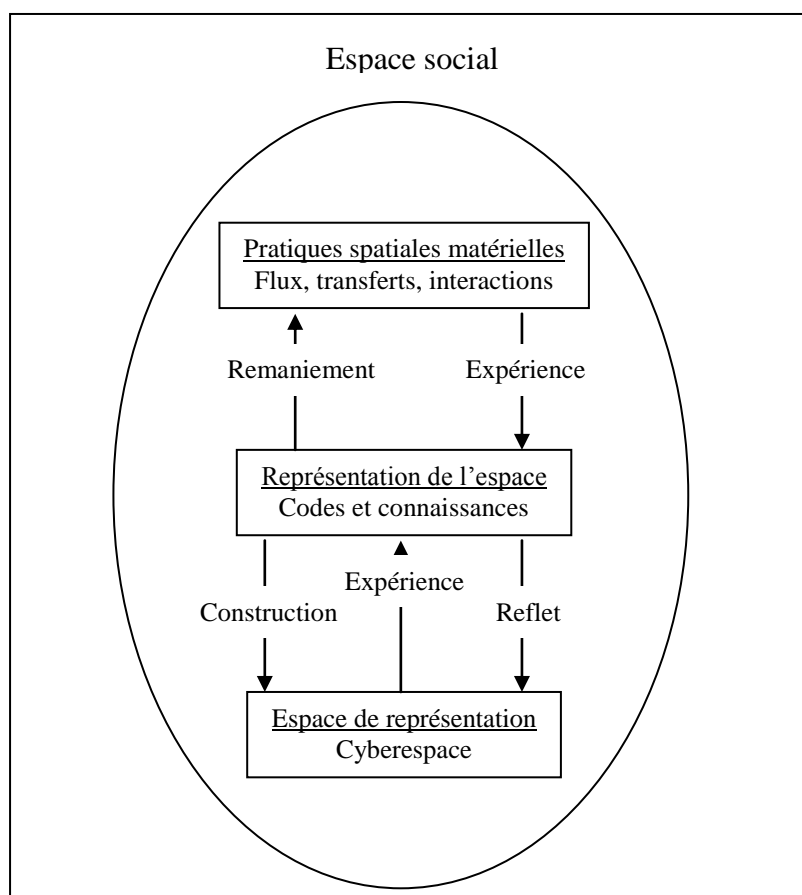 Espace social
Pratiques spatiales matérielles
Flux, transferts, interactions
Remaniement
Expérience
Représentation de l’espace
Codes et connaissances
Expérience
Construction
Reflet
Espace de représentation
Cyberespace